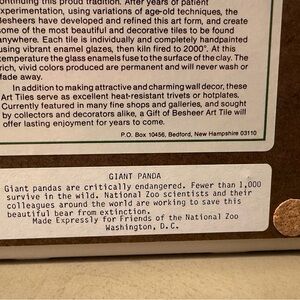 continuing this proud tradition. After years of patient
experimentation, using variations of age-old techniques, the
Besheers have developed and refined this art form, and create
some of the most beautiful and decorative tiles to be found
anywhere. Each tile is individually and completely handpainted
using vibrant enamel glazes, then kiln fired to 2000°. At this
temperature the glass enamels fuse to the surface of the clay. The
rich, vivid colors produced are permanent and will never wash or
fade away.
In addition to making attractive and charming wall decor, these
Art Tiles serve as excellent heat-resistant trivets or hotplates.
Currently featured in many fine shops and galleries, and sought
by collectors and decorators alike, a Gift of Besheer Art Tile will
offer lasting enjoyment for years to come.
P.O. Box 10456, Bedford, New Hampshire 03110
GIANT PANDA
Giant pandas are critically endangered. Fewer than 1,000
survive in the wild. National Zoo scientists and their
colleagues around the world are working to save this
beautiful bear from extinction.
Made Expressly for Friends of the National Zoo
Washington, D.C.